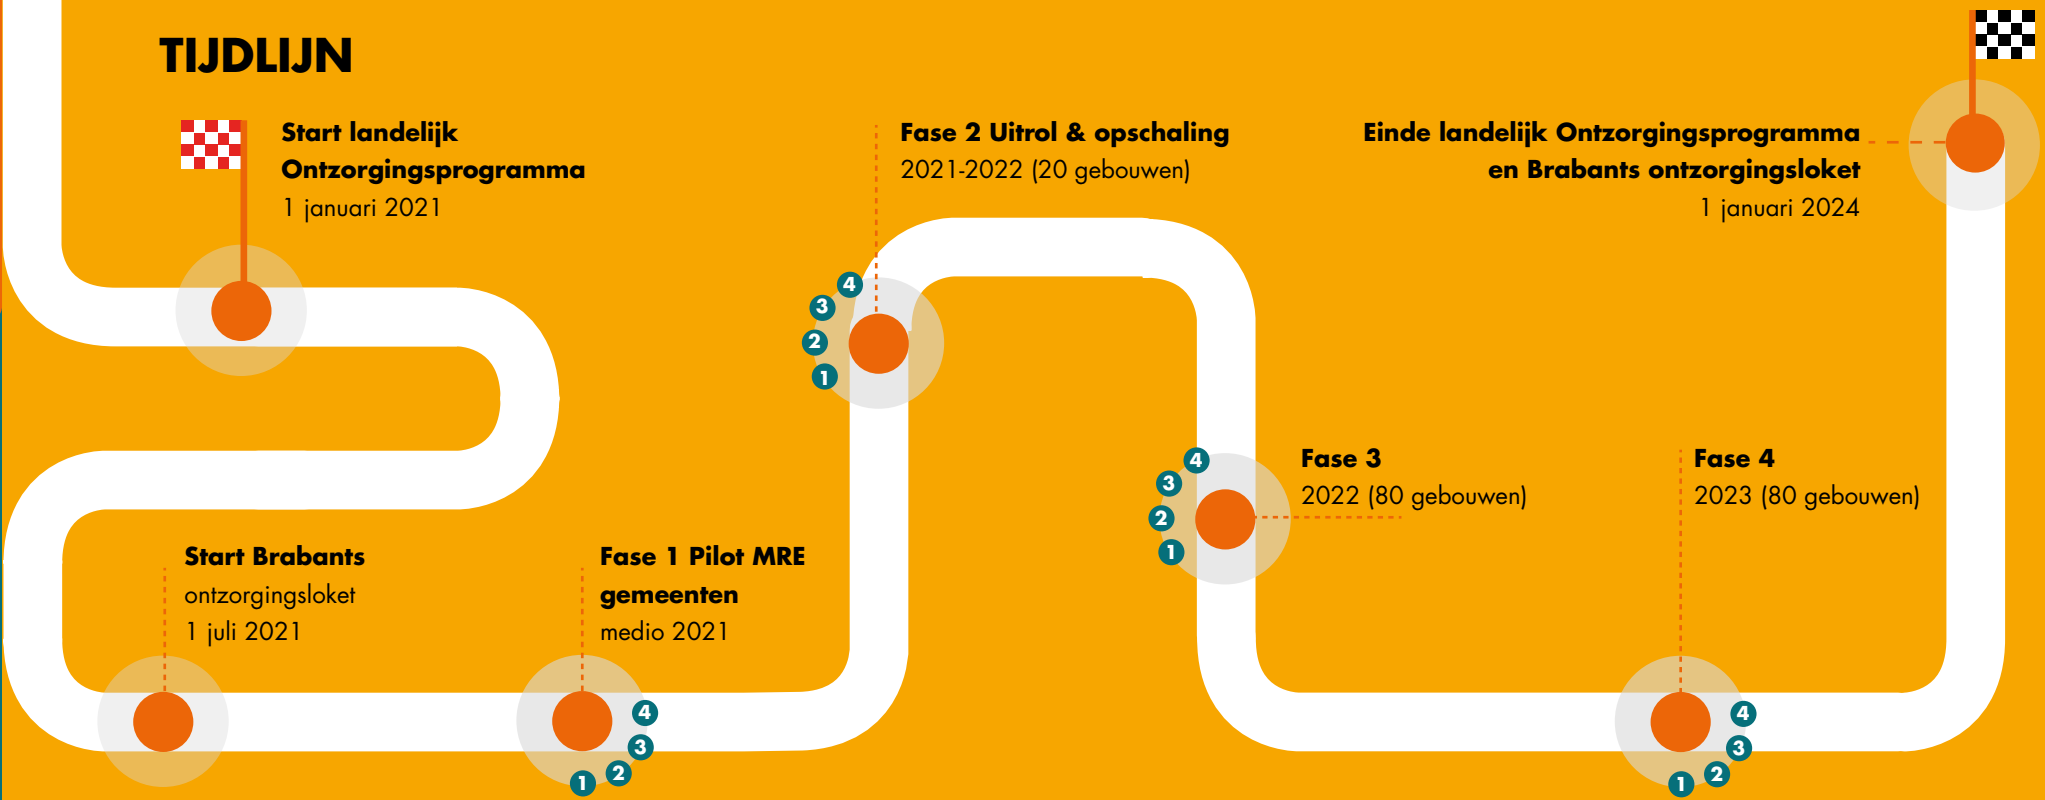 TIJDLIJN
Start landelijk
Ontzorgingsprogramma
1 januari 2021
Start Brabants
ontzorgingsloket
1 juli 2021
Fase 1 Pilot MRE
gemeenten
medio 2021
1
2
3
4
Fase 2 Uitrol & opschaling
2021-2022 (20 gebouwen)
4
3
2
1
Fase 3
2022 (80 gebouwen)
4
3
2
1
Fase 4
2023 (80 gebouwen)
4
3
2
1
Einde landelijk Ontzorgingsprogramma
en Brabants ontzorgingsloket
1 januari 2024